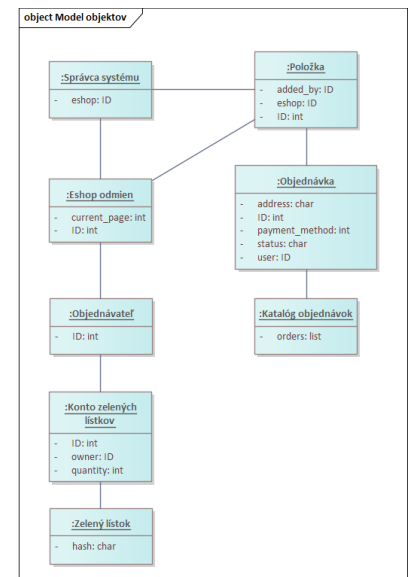 object Model objektov
:Správca systému
- eshop: ID
:Položka
- added_by: ID
- eshop: ID
- ID: int
:Eshop odmien
- current_page: int
- ID: int
:Objednávka
- address: char
- ID: int
- payment_method: int
- status: char
- user: ID
:Objednávateľ
- ID: int
:Katalóg objednávok
- orders: list
:Konto zelených
lístkov
- ID: int
- owner: ID
- quantity: int
:Zelený lístok
- hash: char